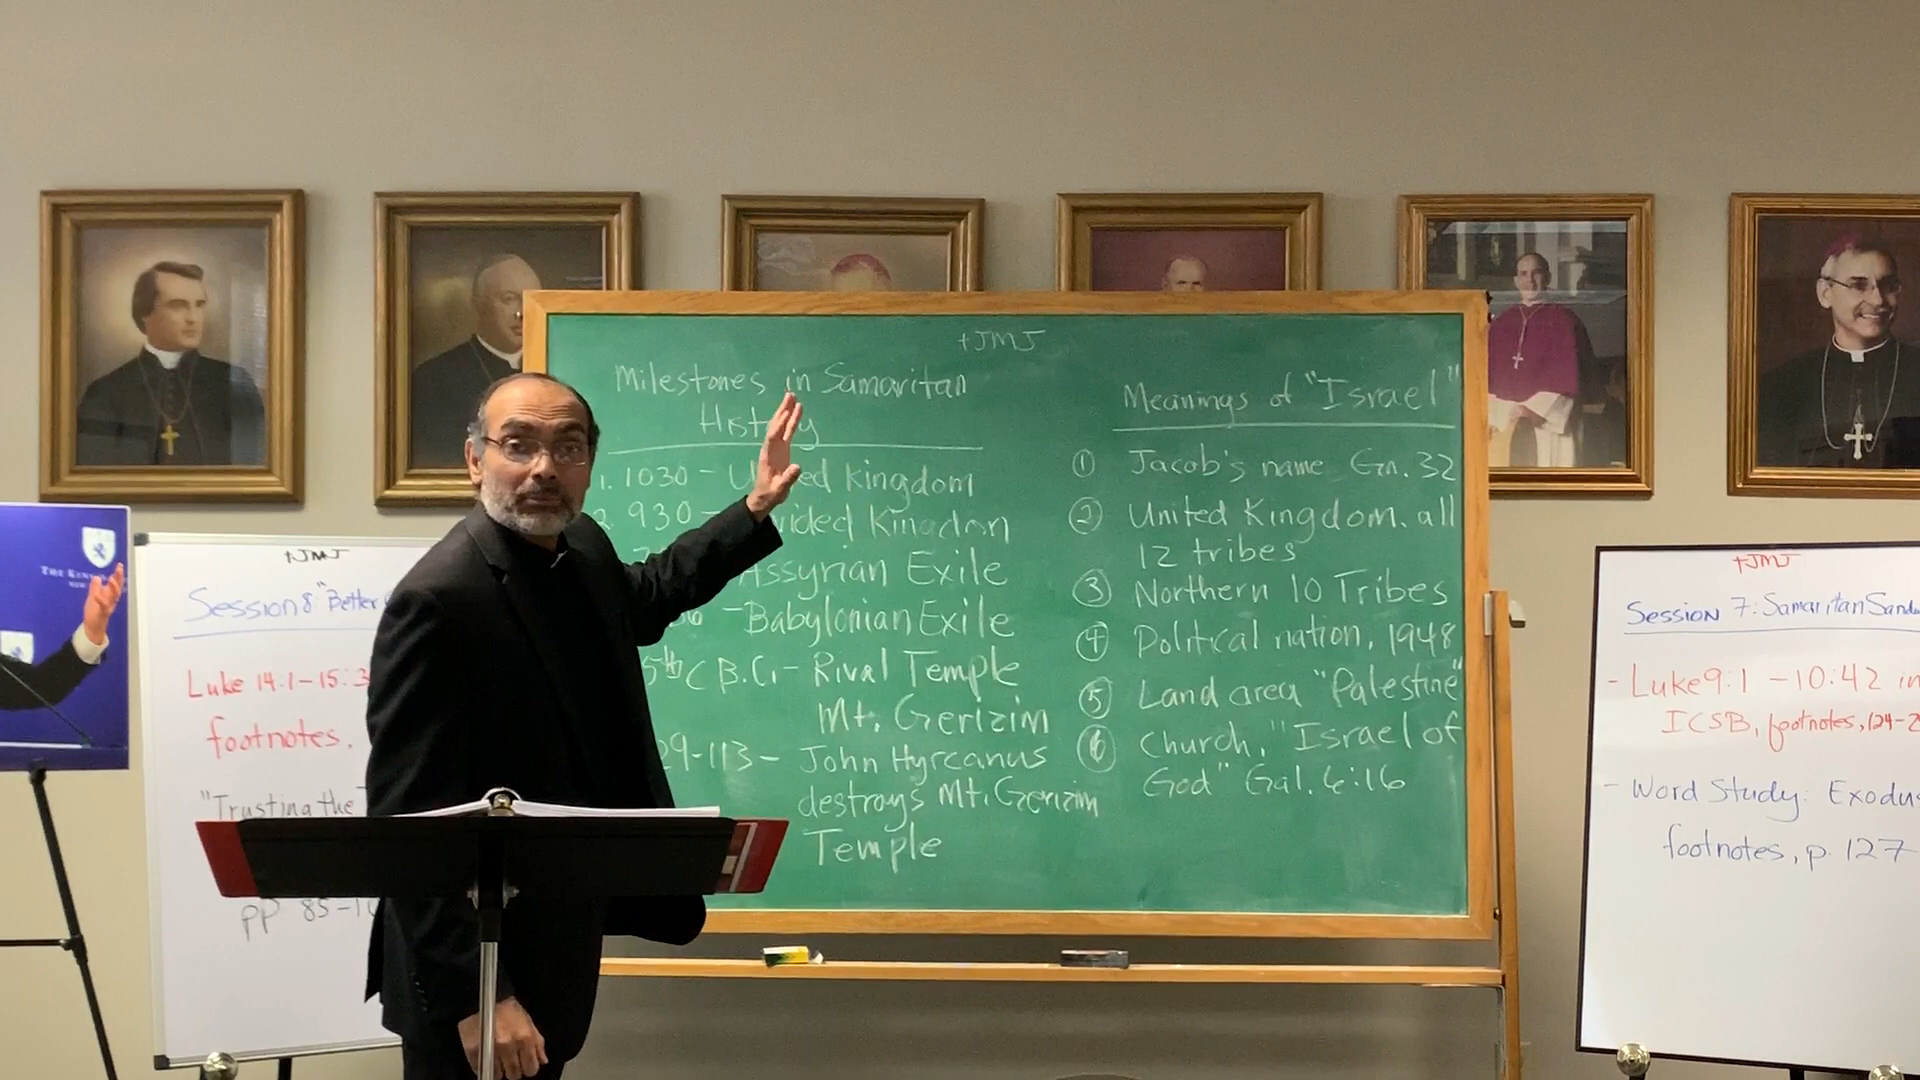 +JMJ
Milestones in Samaritan
History
1. 1030 - United Kingdom
2. 930 - Divided Kingdom
Assyrian Exile
- Babylonian Exile
5th C B.C. - Rival Temple
Mt. Gerizim
29-113 - John Hyrcanus
destroys Mt. Gerizim
Temple
Meanings of "Israel"
① Jacob's name Gn. 32
② United Kingdom. all
12 tribes
③ Northern 10 Tribes
④ Political nation, 1948
⑤ Land area "Palestine"
⑥ Church, "Israel of
God" Gal. 6:16
+JMJ
Session 8: "Better
Luke 14:1-15:3
footnotes.
"Trusting the
pp 85-10
+JMJ
Session 7: Samaritan
- Luke 9:1 - 10:42 in
ICSB, footnotes, 124-2
- Word Study: Exodus
footnotes, p. 127